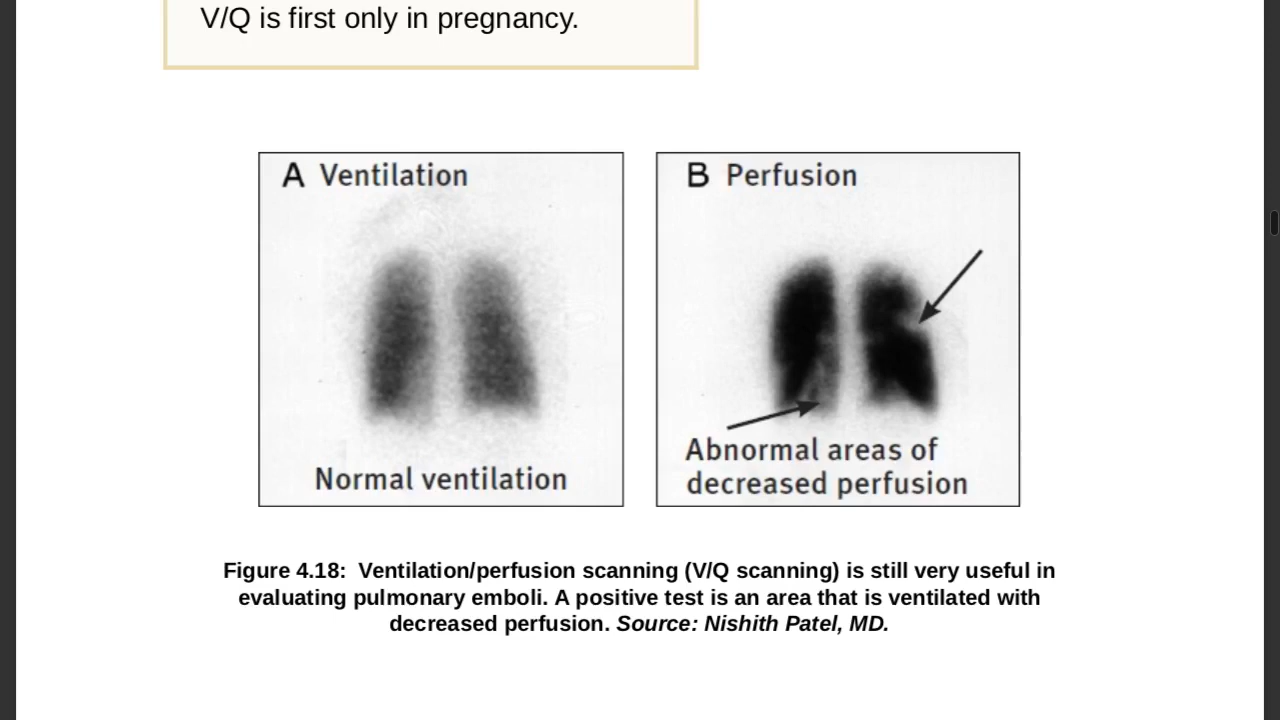 V/Q is first only in pregnancy.
A Ventilation
Normal ventilation
B Perfusion
Abnormal areas of
decreased perfusion
Figure 4.18: Ventilation/perfusion scanning (V/Q scanning) is still very useful in
evaluating pulmonary emboli. A positive test is an area that is ventilated with
decreased perfusion. Source: Nishith Patel, MD.